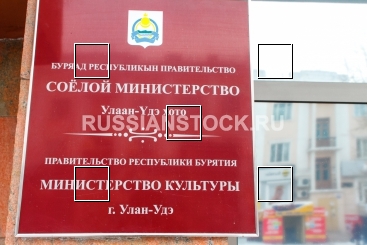 БУРЯАД РЕСПУБЛИКЫН ПРАВИТЕЛЬСТВО
СОЁЛОЙ МИНИСТЕРСТВО
Улаан-Үдэ хото
RUSSIANSTOCK.RU
ПРАВИТЕЛЬСТВО РЕСПУБЛИКИ БУРЯТИЯ
МИНИСТЕРСТВО КУЛЬТУРЫ
г. Улан-Удэ